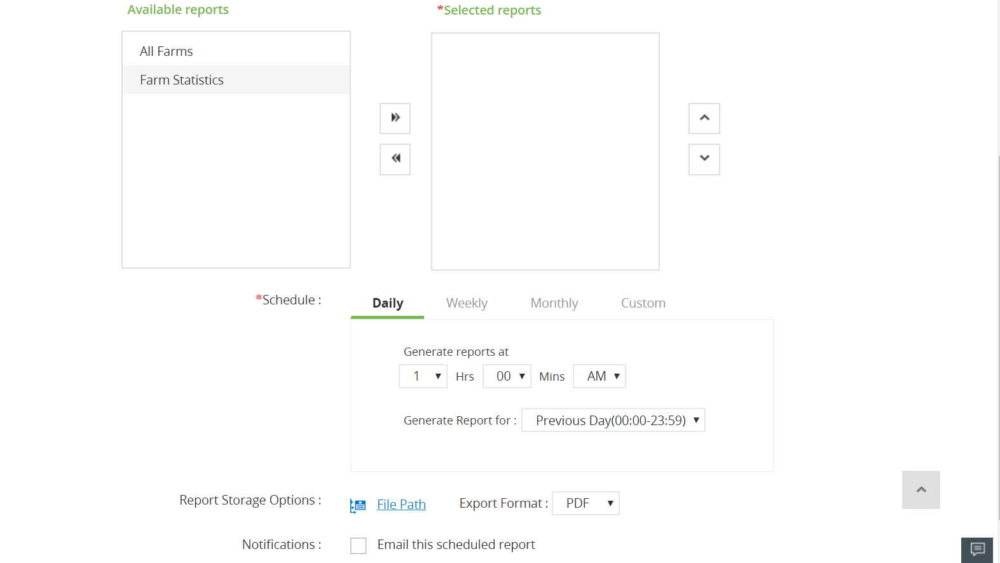 Available reports
*Selected reports
All Farms
Farm Statistics
*Schedule :
Daily
Weekly
Monthly
Custom
Generate reports at
1 Hrs 00 Mins AM
Generate Report for : Previous Day(00:00-23:59)
Report Storage Options : File Path Export Format : PDF
Notifications : Email this scheduled report